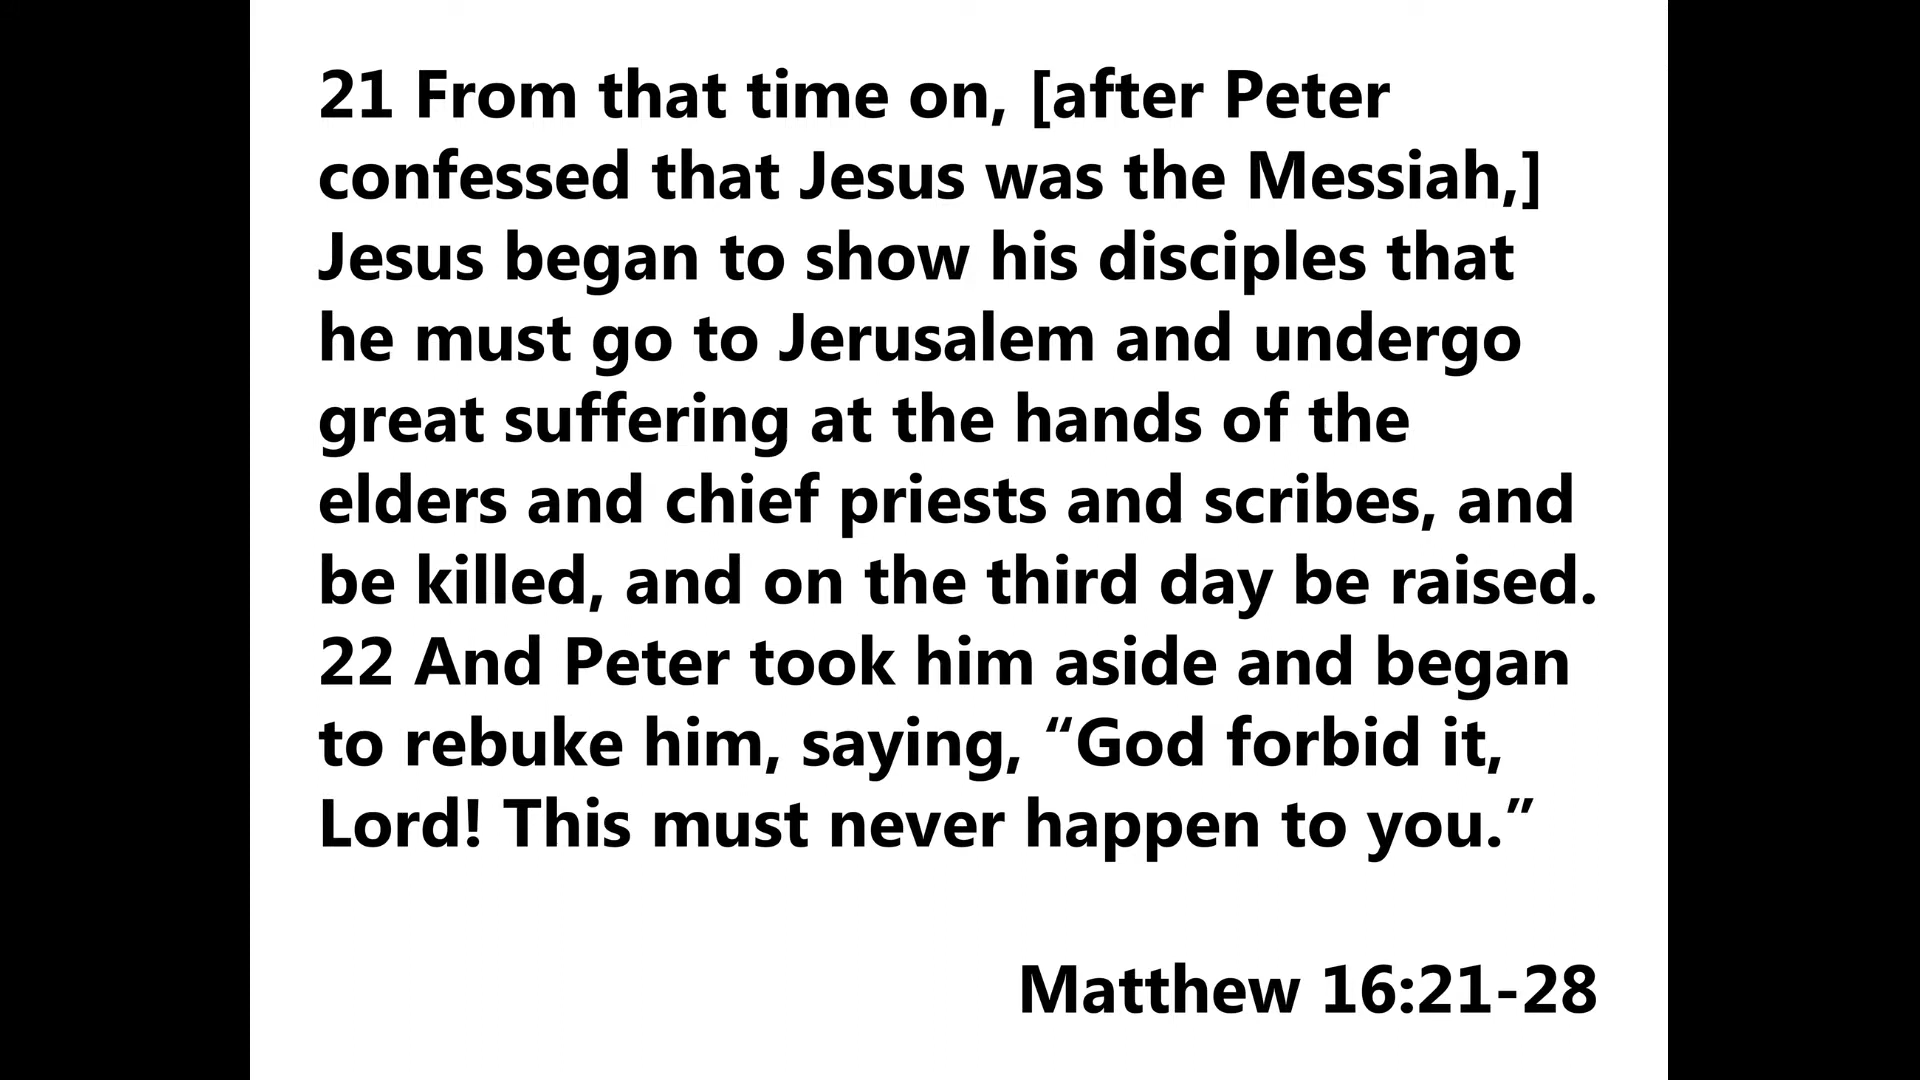 21 From that time on, [after Peter
confessed that Jesus was the Messiah,]
Jesus began to show his disciples that
he must go to Jerusalem and undergo
great suffering at the hands of the
elders and chief priests and scribes, and
be killed, and on the third day be raised.
22 And Peter took him aside and began
to rebuke him, saying, “God forbid it,
Lord! This must never happen to you.”
Matthew 16:21-28